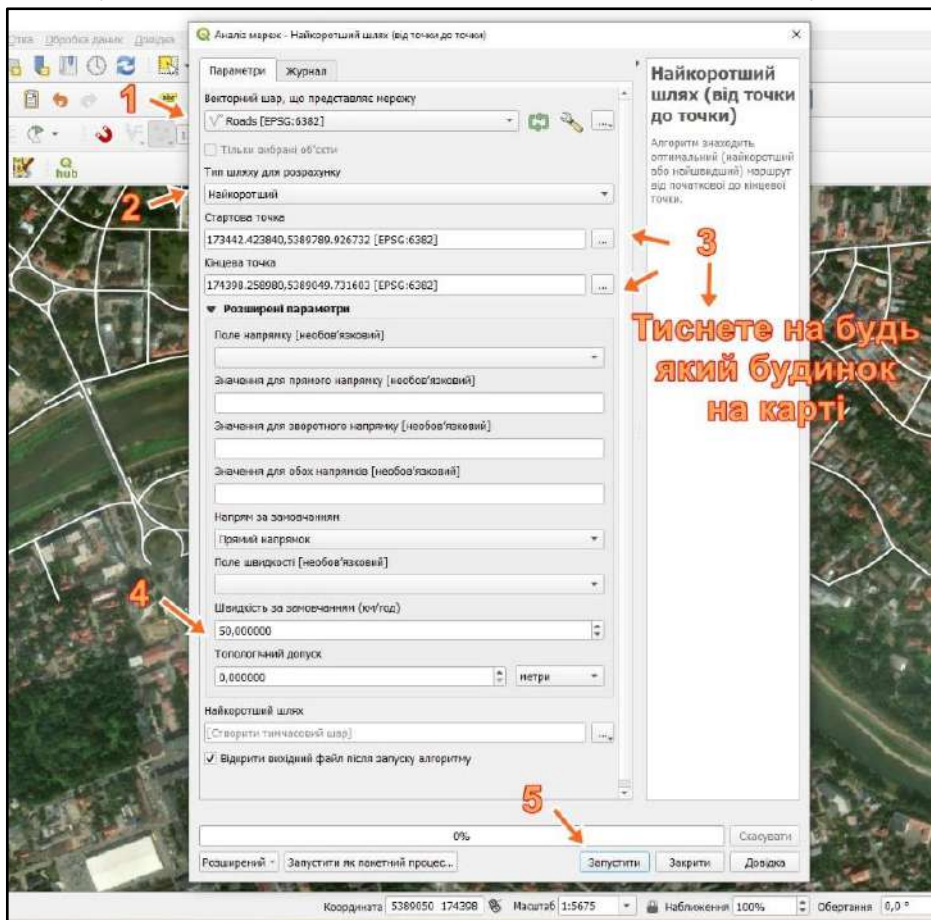 Обробка даних Довідка
Аналіз мереж - Найкоротший шлях (від точки до точки)
Параметри Журнал
Векторний шар, що представляє мережу
Roads [EPSG:6382]
Тільки вибрані об'єкти
Тип шляху для розрахунку
Найкоротший
Стартова точка
173442.423840,5389789.926732 [EPSG:6382]
...
Кінцева точка
174398.258980,5389049.731603 [EPSG:6382]
...
Розширені параметри
Поле напрямку [необов'язковий]
Значення для прямого напрямку [необов'язковий]
Значення для зворотного напрямку [необов'язковий]
Значення для обох напрямків [необов'язковий]
Напрям за замовчанням
Прямий напрямок
Поле швидкості [необов'язковий]
Швидкість за замовчанням (км/год)
50,000000
Топологічний допуск
0,000000 метри
Найкоротший шлях
[Створити тимчасовий шар]
Відкрити вихідний файл після запуску алгоритму
0%
Скасувати
Розширений Запустити як пакетний процес...
Запустити Закрити Довідка
Найкоротший
шлях (від точки
до точки)
Алгоритм знаходить
оптимальний (найкоротший
або найшвидший) маршрут
від початкової до кінцевої
точки.
1
2
3
Тиснете на будь
який будинок
на карті
4
5
Q
hub
Координата 5389050 174398 Масштаб 1:5675 Наближення 100% Обертання 0,0 °